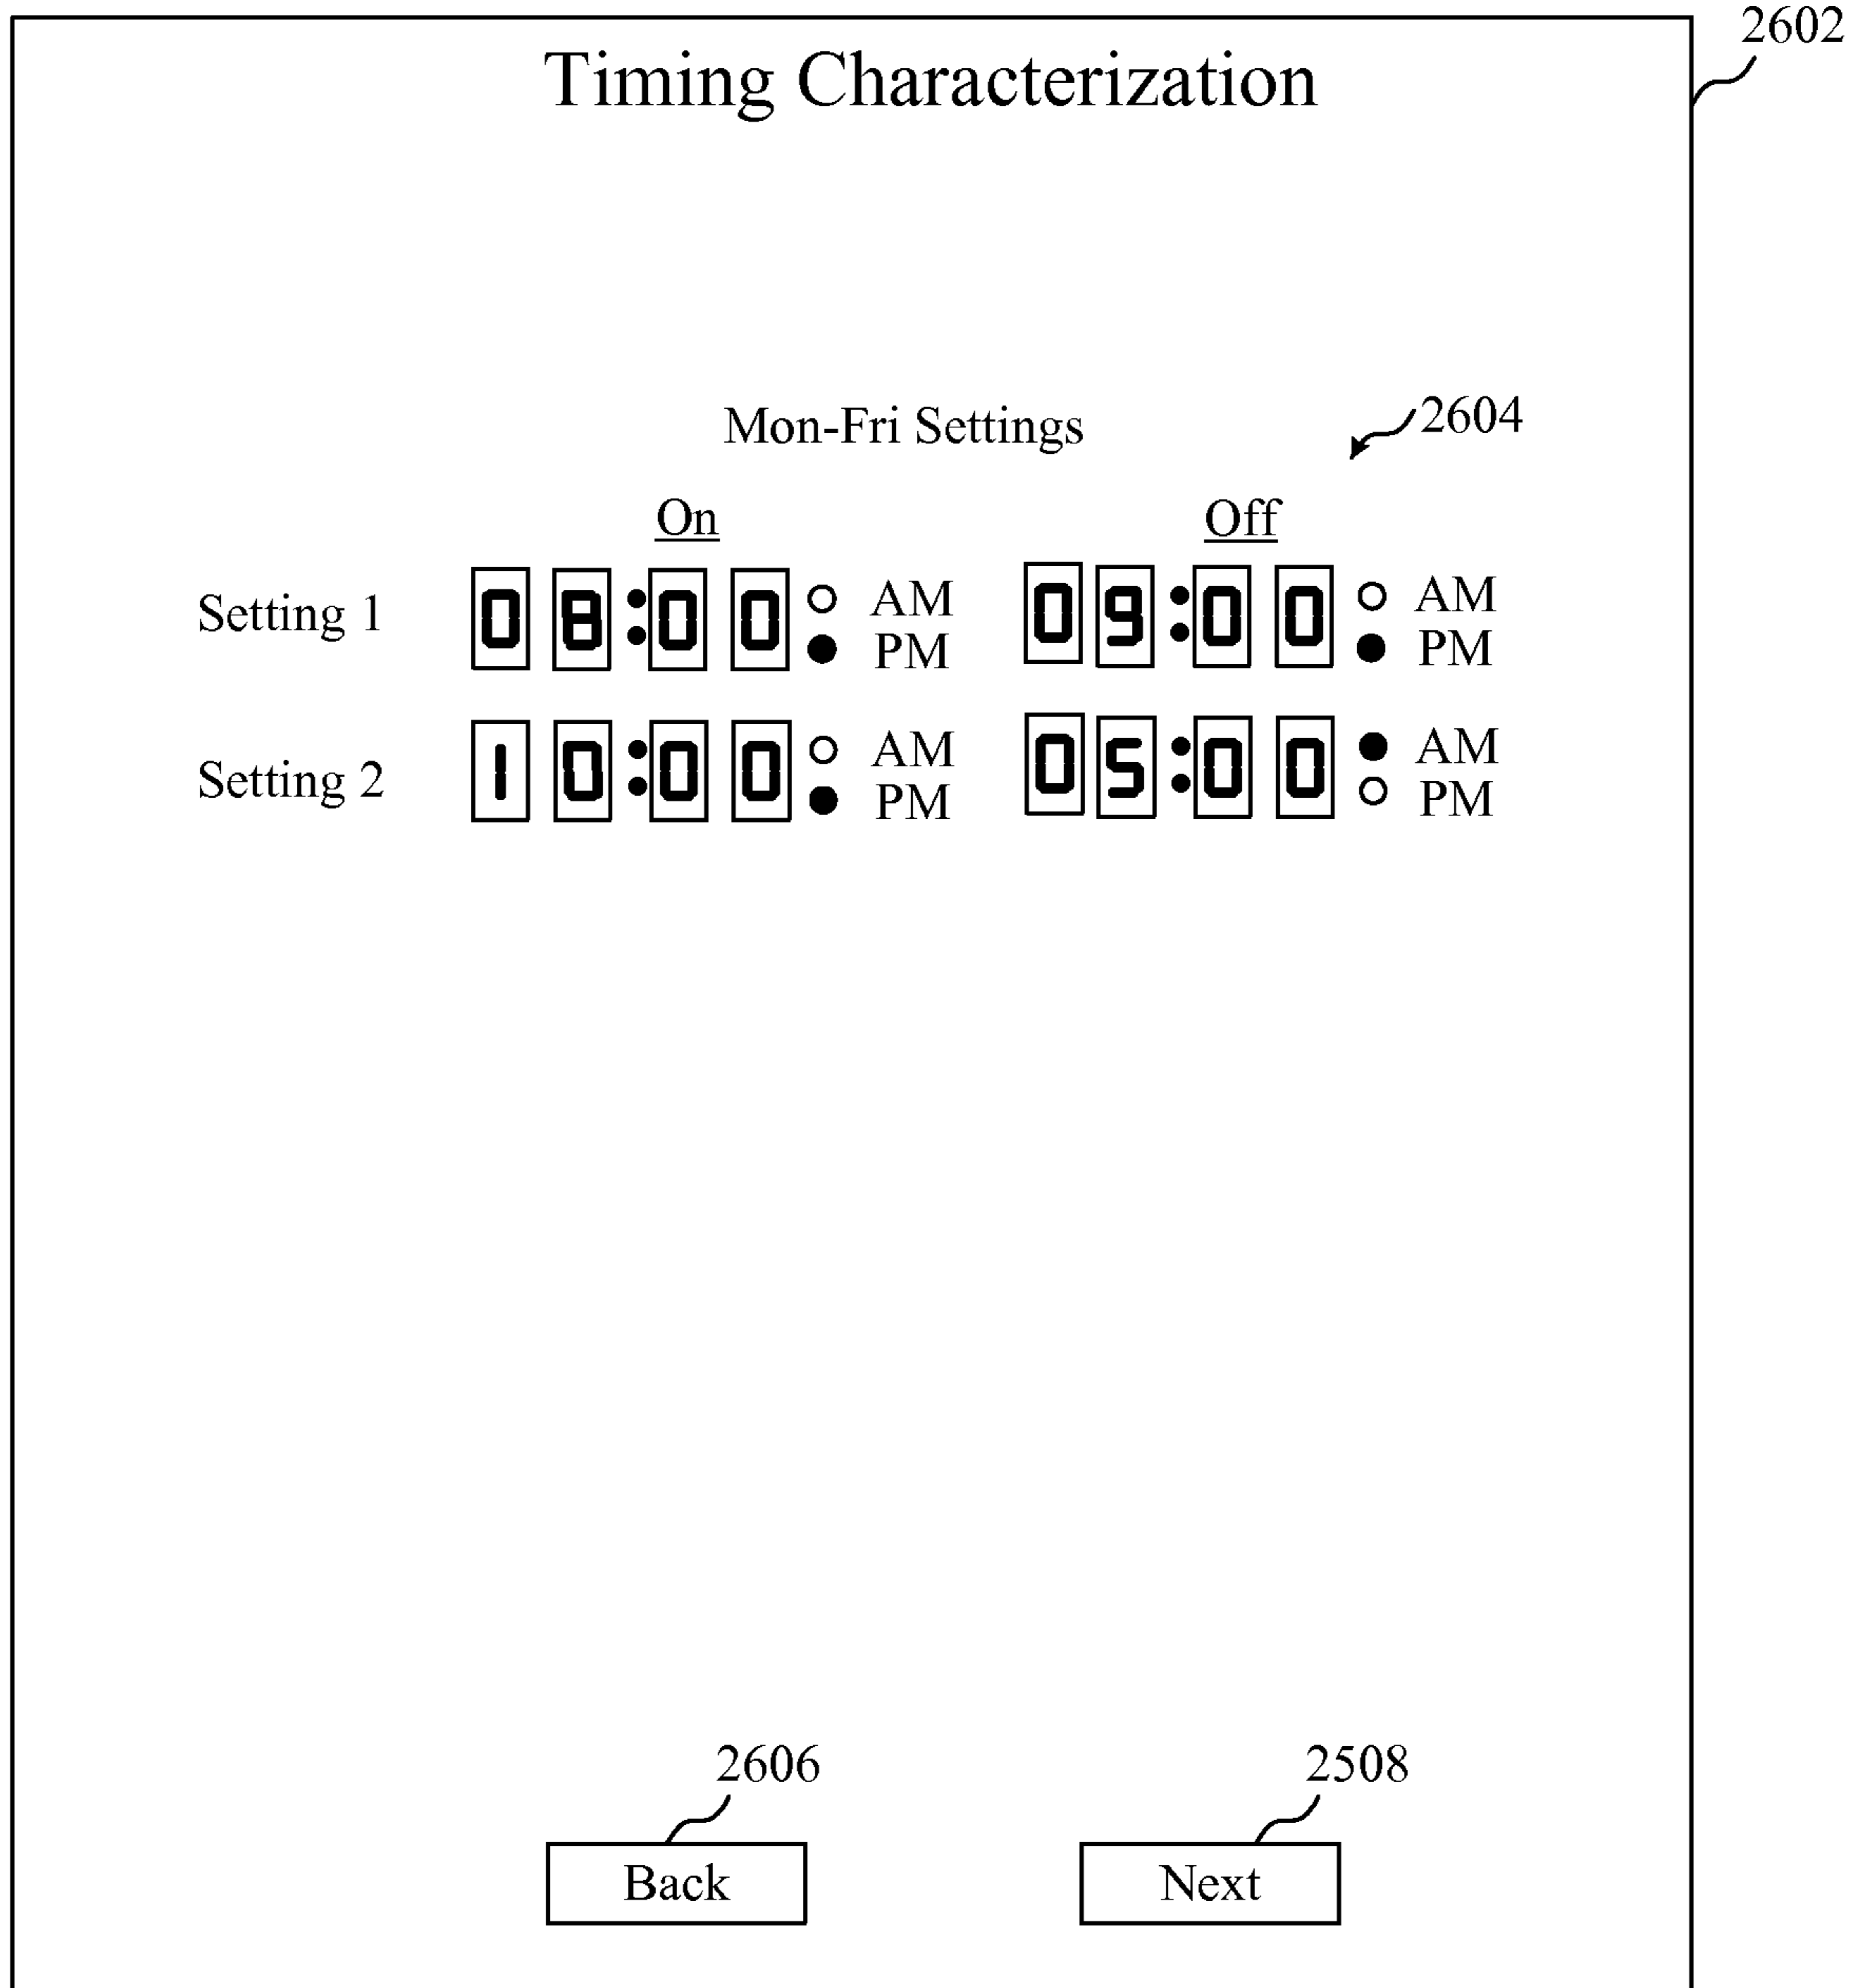 2602
Timing Characterization
Mon-Fri Settings
2604
On Off
Setting 1 08:00 AM PM 09:00 AM PM
Setting 2 10:00 AM PM 05:00 AM PM
2606 2508
Back Next